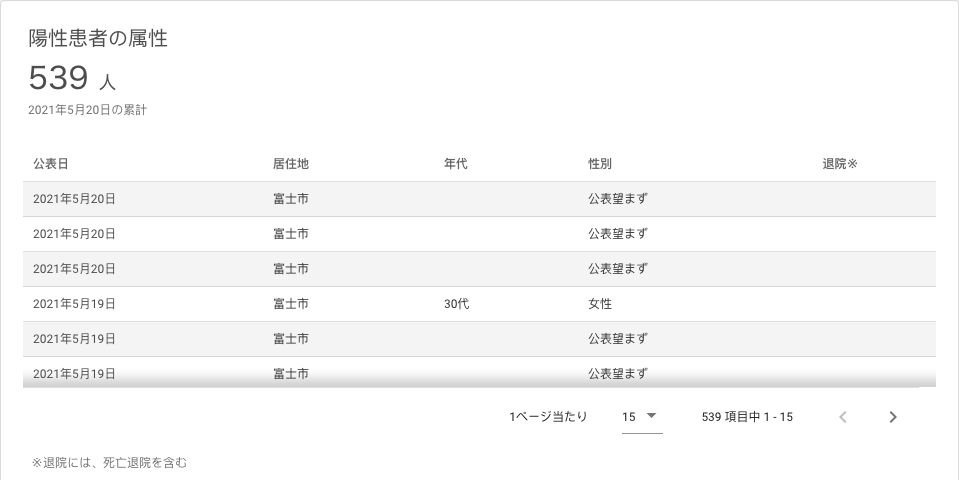 陽性患者の属性
539 人
2021年5月20日の累計
公表日 居住地 年代 性別 退院※
2021年5月20日 富士市 公表望まず
2021年5月20日 富士市 公表望まず
2021年5月20日 富士市 公表望まず
2021年5月19日 富士市 30代 女性
2021年5月19日 富士市 公表望まず
2021年5月19日 富士市 公表望まず
1ページ当たり 15 539 項目中 1 - 15
※退院には、死亡退院を含む